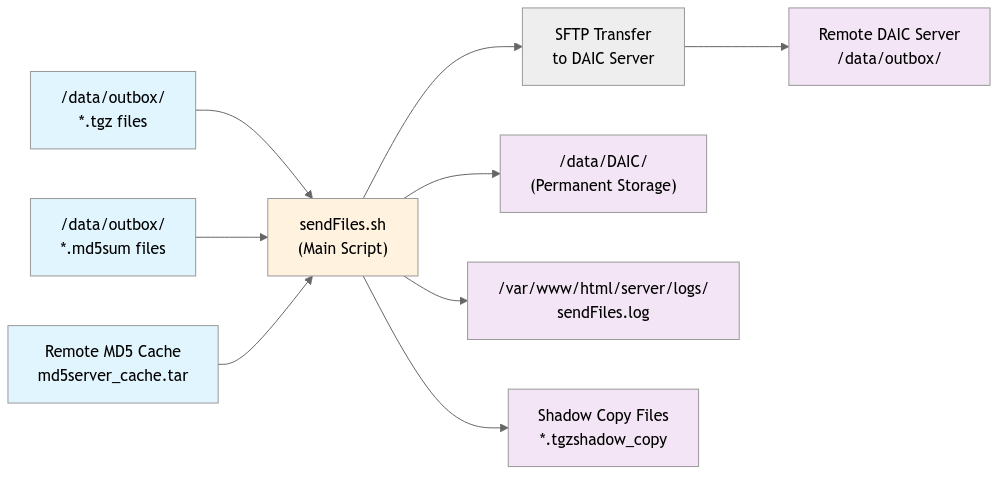 /data/outbox/
*.tgz files
/data/outbox/
*.md5sum files
Remote MD5 Cache
md5server_cache.tar
sendFiles.sh
(Main Script)
SFTP Transfer
to DAIC Server
Remote DAIC Server
/data/outbox/
/data/DAIC/
(Permanent Storage)
/var/www/html/server/logs/
sendFiles.log
Shadow Copy Files
*.tgzshadow_copy